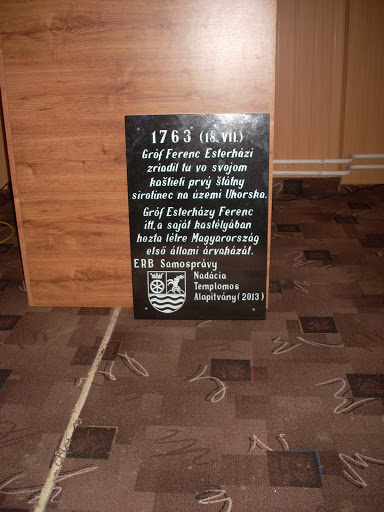 1763 (18. VII.)
Gróf Ferenc Esterházi
zriadil tu vo svojom
kaštieli prvý štátny
sirotinec na území Uhorska.
Gróf Esterházy Ferenc
itt, a saját kastélyában
hozta létre Magyarország
első állami árvaházát.
ERB Samosprávy
Nadácia
Templomos
Alapítvány (2013)